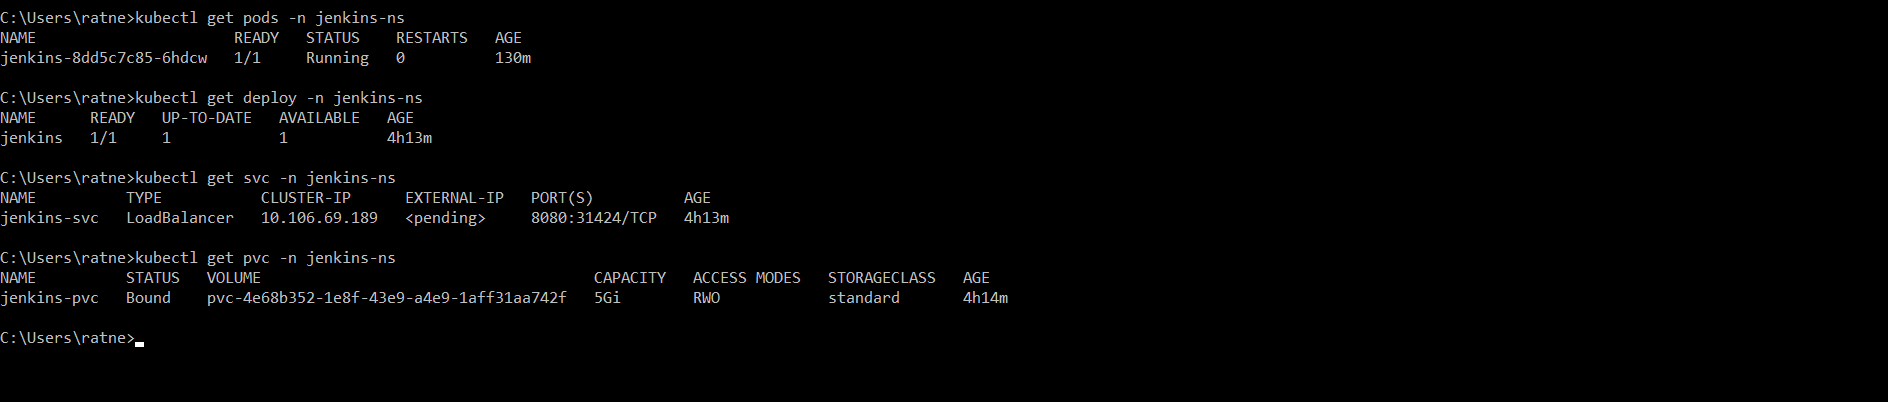 C:\Users\ratne>kubectl get pods -n jenkins-ns
NAME                      READY   STATUS    RESTARTS   AGE
jenkins-8dd5c7c85-6hdcw   1/1     Running   0          130m
C:\Users\ratne>kubectl get deploy -n jenkins-ns
NAME      READY   UP-TO-DATE   AVAILABLE   AGE
jenkins   1/1     1            1           4h13m
C:\Users\ratne>kubectl get svc -n jenkins-ns
NAME          TYPE           CLUSTER-IP      EXTERNAL-IP   PORT(S)          AGE
jenkins-svc   LoadBalancer   10.106.69.189   <pending>     8080:31424/TCP   4h13m
C:\Users\ratne>kubectl get pvc -n jenkins-ns
NAME          STATUS   VOLUME                                     CAPACITY   ACCESS MODES   STORAGECLASS   AGE
jenkins-pvc   Bound    pvc-4e68b352-1e8f-43e9-a4e9-1aff31aa742f   5Gi        RWO            standard       4h14m
C:\Users\ratne>